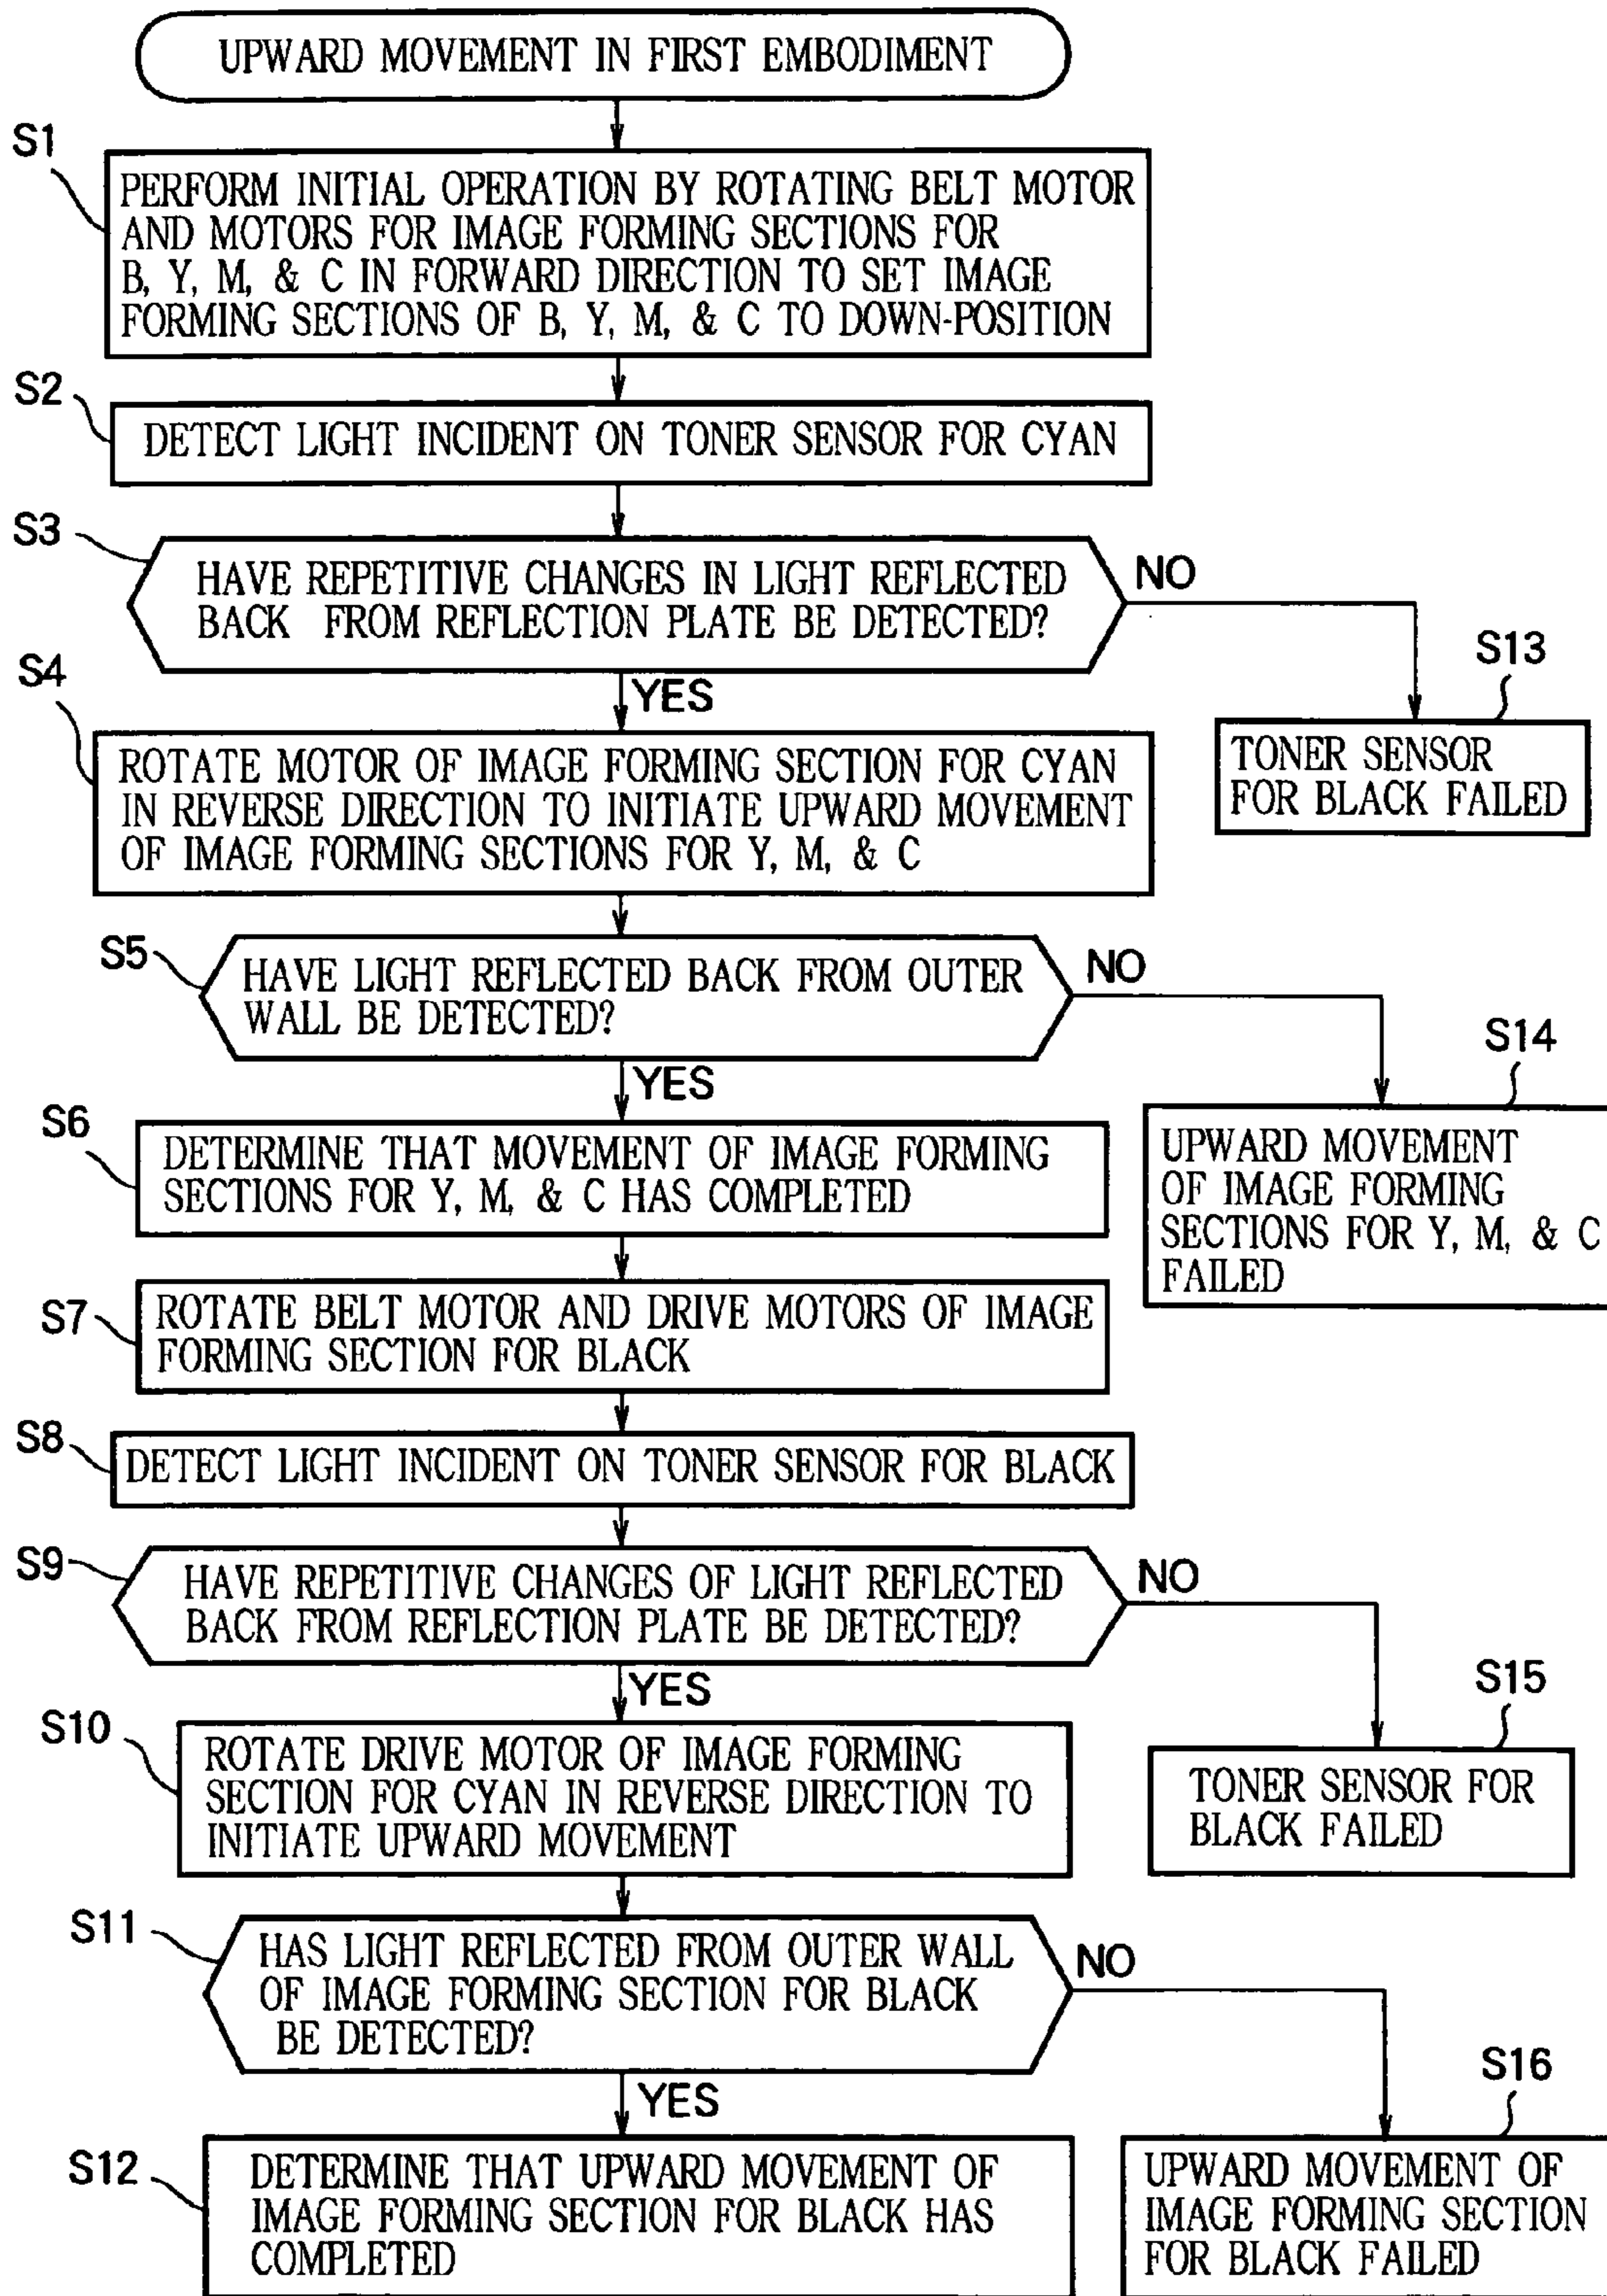 UPWARD MOVEMENT IN FIRST EMBODIMENT
S1
PERFORM INITIAL OPERATION BY ROTATING BELT MOTOR
AND MOTORS FOR IMAGE FORMING SECTIONS FOR
B, Y, M, & C IN FORWARD DIRECTION TO SET IMAGE
FORMING SECTIONS OF B, Y, M, & C TO DOWN-POSITION
S2
DETECT LIGHT INCIDENT ON TONER SENSOR FOR CYAN
S3
HAVE REPETITIVE CHANGES IN LIGHT REFLECTED
BACK FROM REFLECTION PLATE BE DETECTED?
NO
S13
TONER SENSOR
FOR BLACK FAILED
YES
S4
ROTATE MOTOR OF IMAGE FORMING SECTION FOR CYAN
IN REVERSE DIRECTION TO INITIATE UPWARD MOVEMENT
OF IMAGE FORMING SECTIONS FOR Y, M, & C
S5
HAVE LIGHT REFLECTED BACK FROM OUTER
WALL BE DETECTED?
NO
S14
UPWARD MOVEMENT
OF IMAGE FORMING
SECTIONS FOR Y, M, & C
FAILED
YES
S6
DETERMINE THAT MOVEMENT OF IMAGE FORMING
SECTIONS FOR Y, M, & C HAS COMPLETED
S7
ROTATE BELT MOTOR AND DRIVE MOTORS OF IMAGE
FORMING SECTION FOR BLACK
S8
DETECT LIGHT INCIDENT ON TONER SENSOR FOR BLACK
S9
HAVE REPETITIVE CHANGES OF LIGHT REFLECTED
BACK FROM REFLECTION PLATE BE DETECTED?
NO
S15
TONER SENSOR FOR
BLACK FAILED
YES
S10
ROTATE DRIVE MOTOR OF IMAGE FORMING
SECTION FOR CYAN IN REVERSE DIRECTION TO
INITIATE UPWARD MOVEMENT
S11
HAS LIGHT REFLECTED FROM OUTER WALL
OF IMAGE FORMING SECTION FOR BLACK
BE DETECTED?
NO
S16
UPWARD MOVEMENT OF
IMAGE FORMING SECTION
FOR BLACK FAILED
YES
S12
DETERMINE THAT UPWARD MOVEMENT OF
IMAGE FORMING SECTION FOR BLACK HAS
COMPLETED